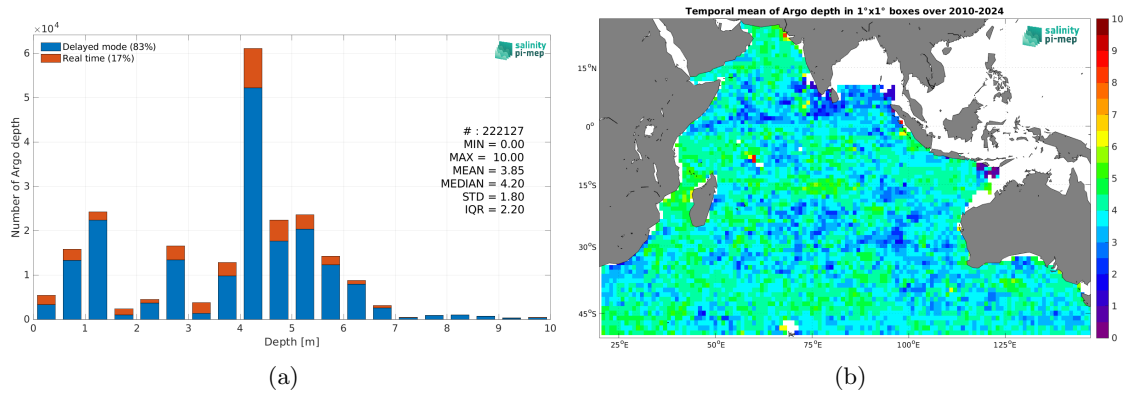 ×10⁴
6
5
4
3
2
1
0
Number of Argo depth
Delayed mode (83%)
Real time (17%)
salinity
pi-mep
# : 222127
MIN = 0.00
MAX = 10.00
MEAN = 3.85
MEDIAN = 4.20
STD = 1.80
IQR = 2.20
0 1 2 3 4 5 6 7 8 9 10
Depth [m]
(a)
Temporal mean of Argo depth in 1°x1° boxes over 2010-2024
salinity
pi-mep
15°N
0°
15°S
30°S
45°S
25°E 50°E 75°E 100°E 125°E
10
9
8
7
6
5
4
3
2
1
0
(b)